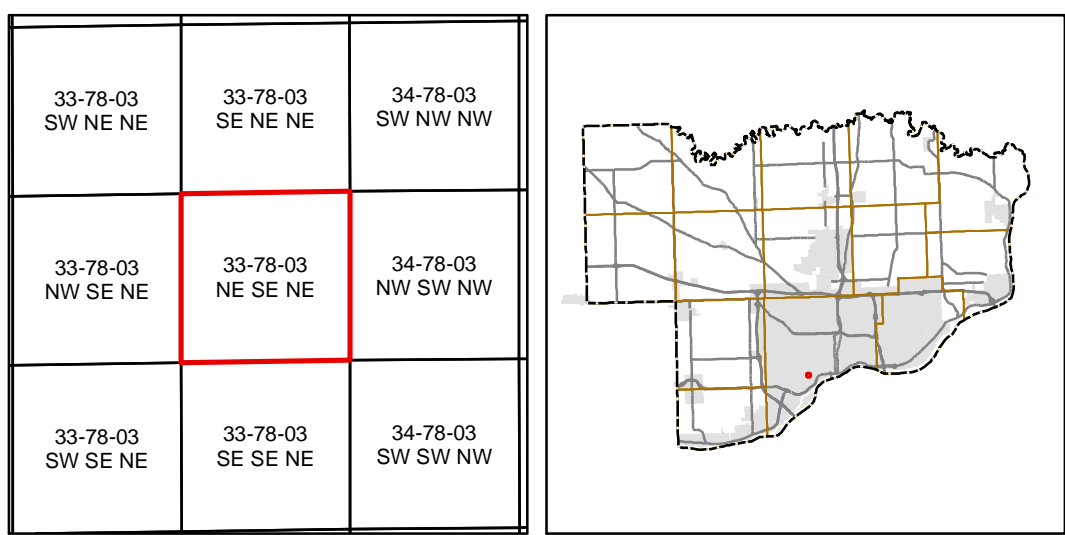 33-78-03
SW NE NE
33-78-03
SE NE NE
34-78-03
SW NW NW
33-78-03
NW SE NE
33-78-03
NE SE NE
34-78-03
NW SW NW
33-78-03
SW SE NE
33-78-03
SE SE NE
34-78-03
SW SW NW